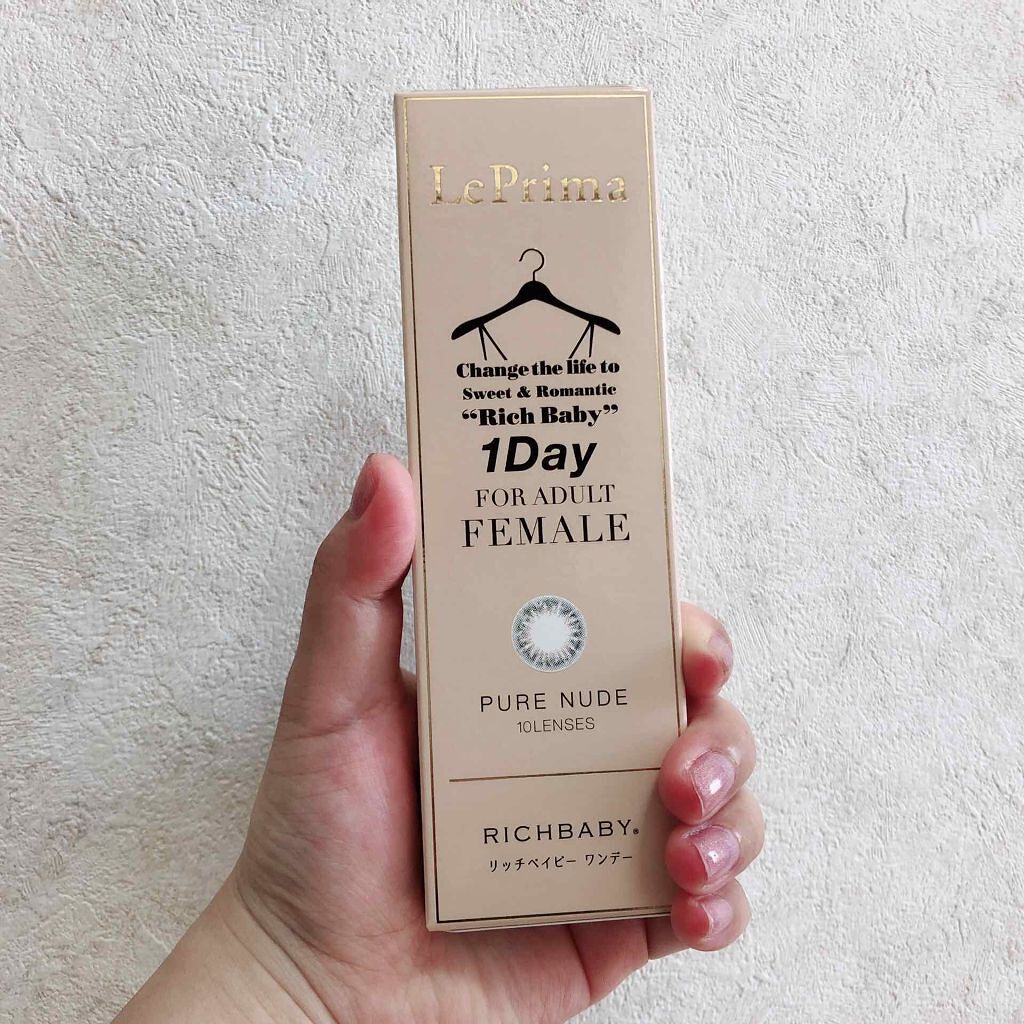 LePrima
Change the life to
Sweet & Romantic
“Rich Baby”
1Day
FOR ADULT
FEMALE
PURE NUDE
10LENSES
RICHBABY®
リッチベイビー ワンデー